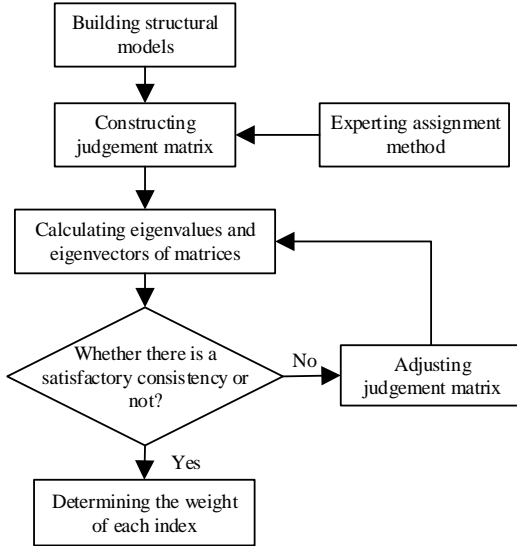 Building structural
models
Constructing
judgement matrix
Experting assignment
method
Calculating eigenvalues and
eigenvectors of matrices
Whether there is a
satisfactory consistency or
not?
No
Adjusting
judgement matrix
Yes
Determining the weight
of each index